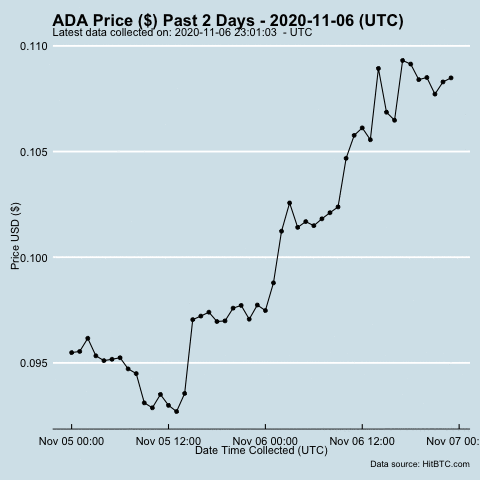 ADA Price ($) Past 2 Days - 2020-11-06 (UTC)
Latest data collected on: 2020-11-06 23:01:03 - UTC
0.110
0.105
0.100
0.095
Price USD ($)
Nov 05 00:00 Nov 05 12:00 Nov 06 00:00 Nov 06 12:00 Nov 07 00:
Date Time Collected (UTC)
Data source: HitBTC.com